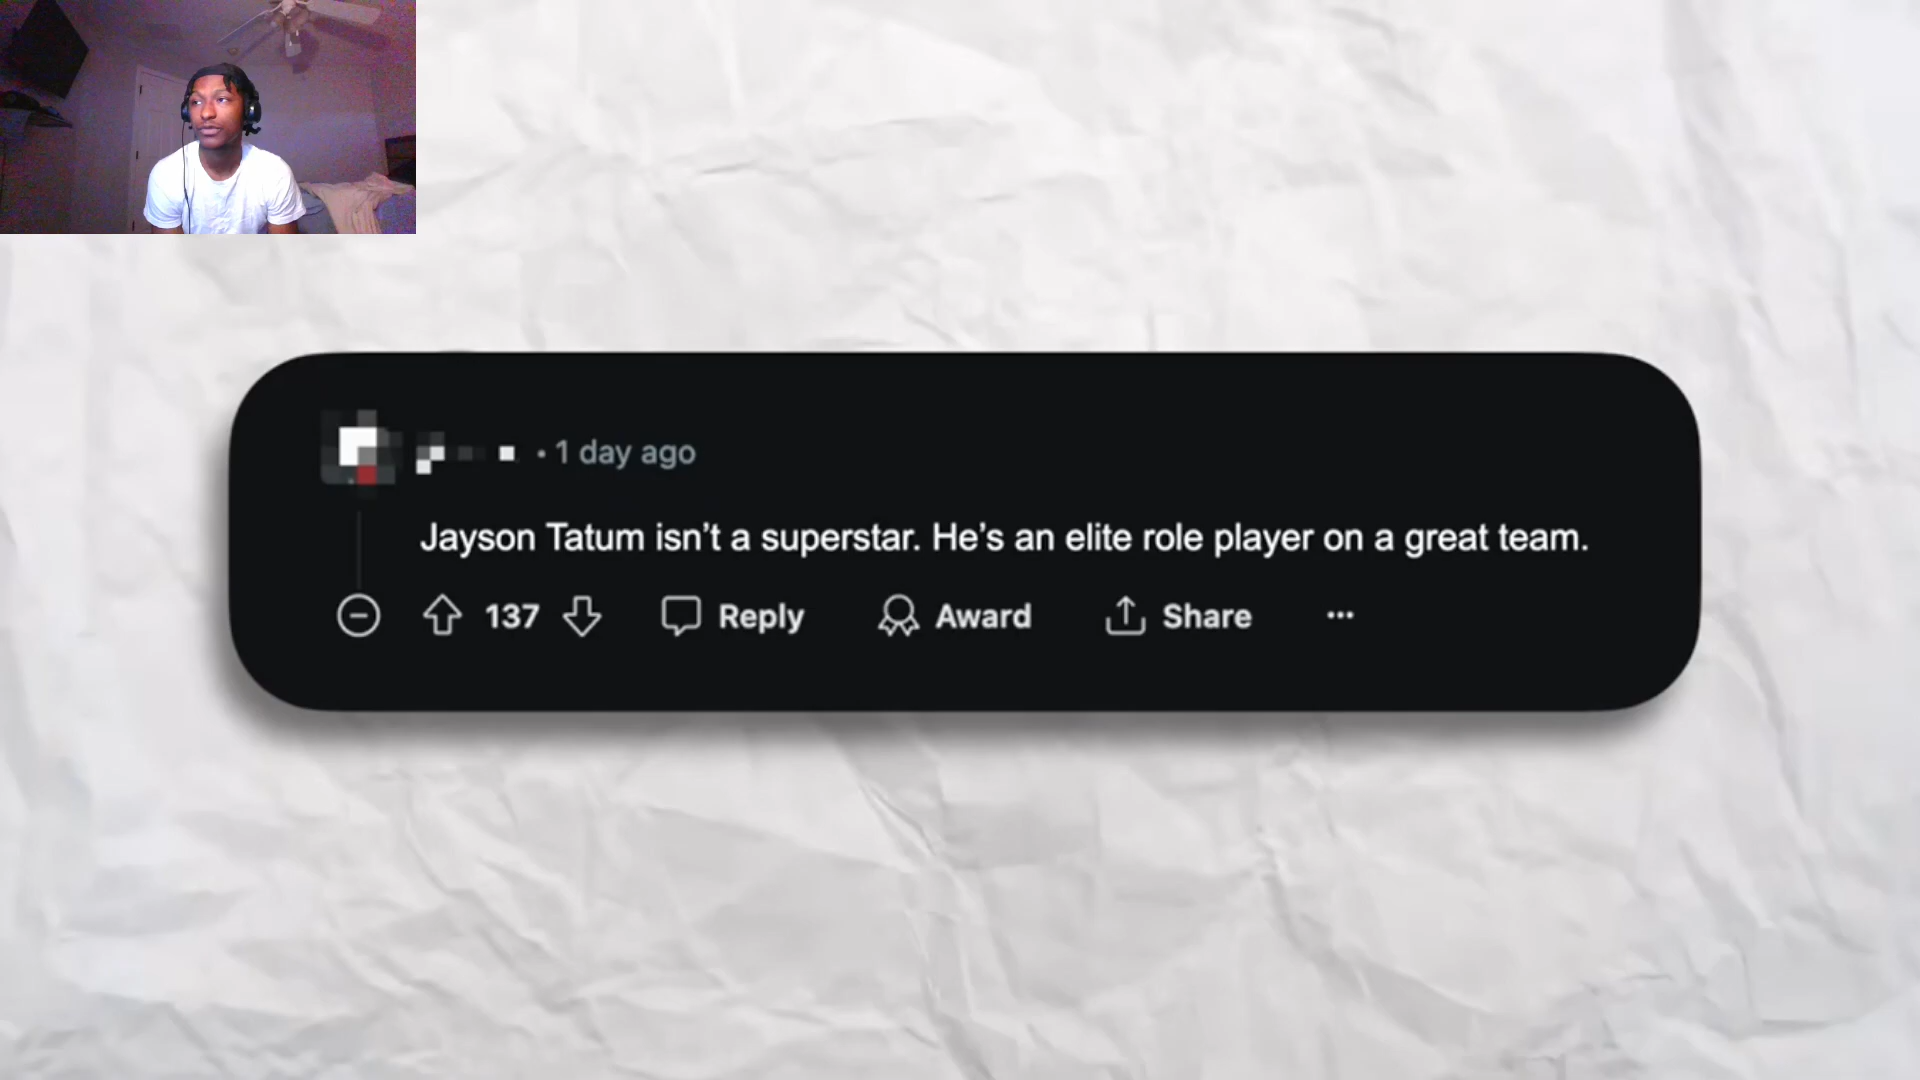 • 1 day ago
Jayson Tatum isn’t a superstar. He’s an elite role player on a great team.
137 Reply Award Share ...